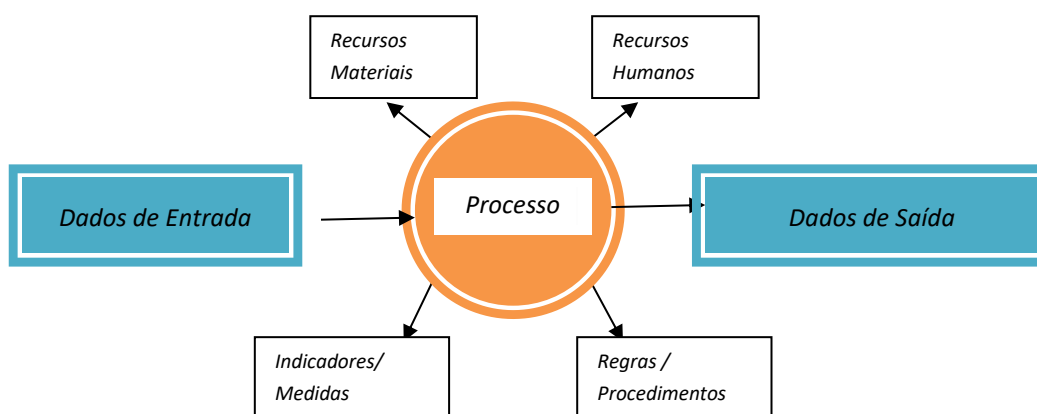 Recursos
Materiais
Recursos
Humanos
Dados de Entrada
Processo
Dados de Saída
Indicadores/
Medidas
Regras /
Procedimentos